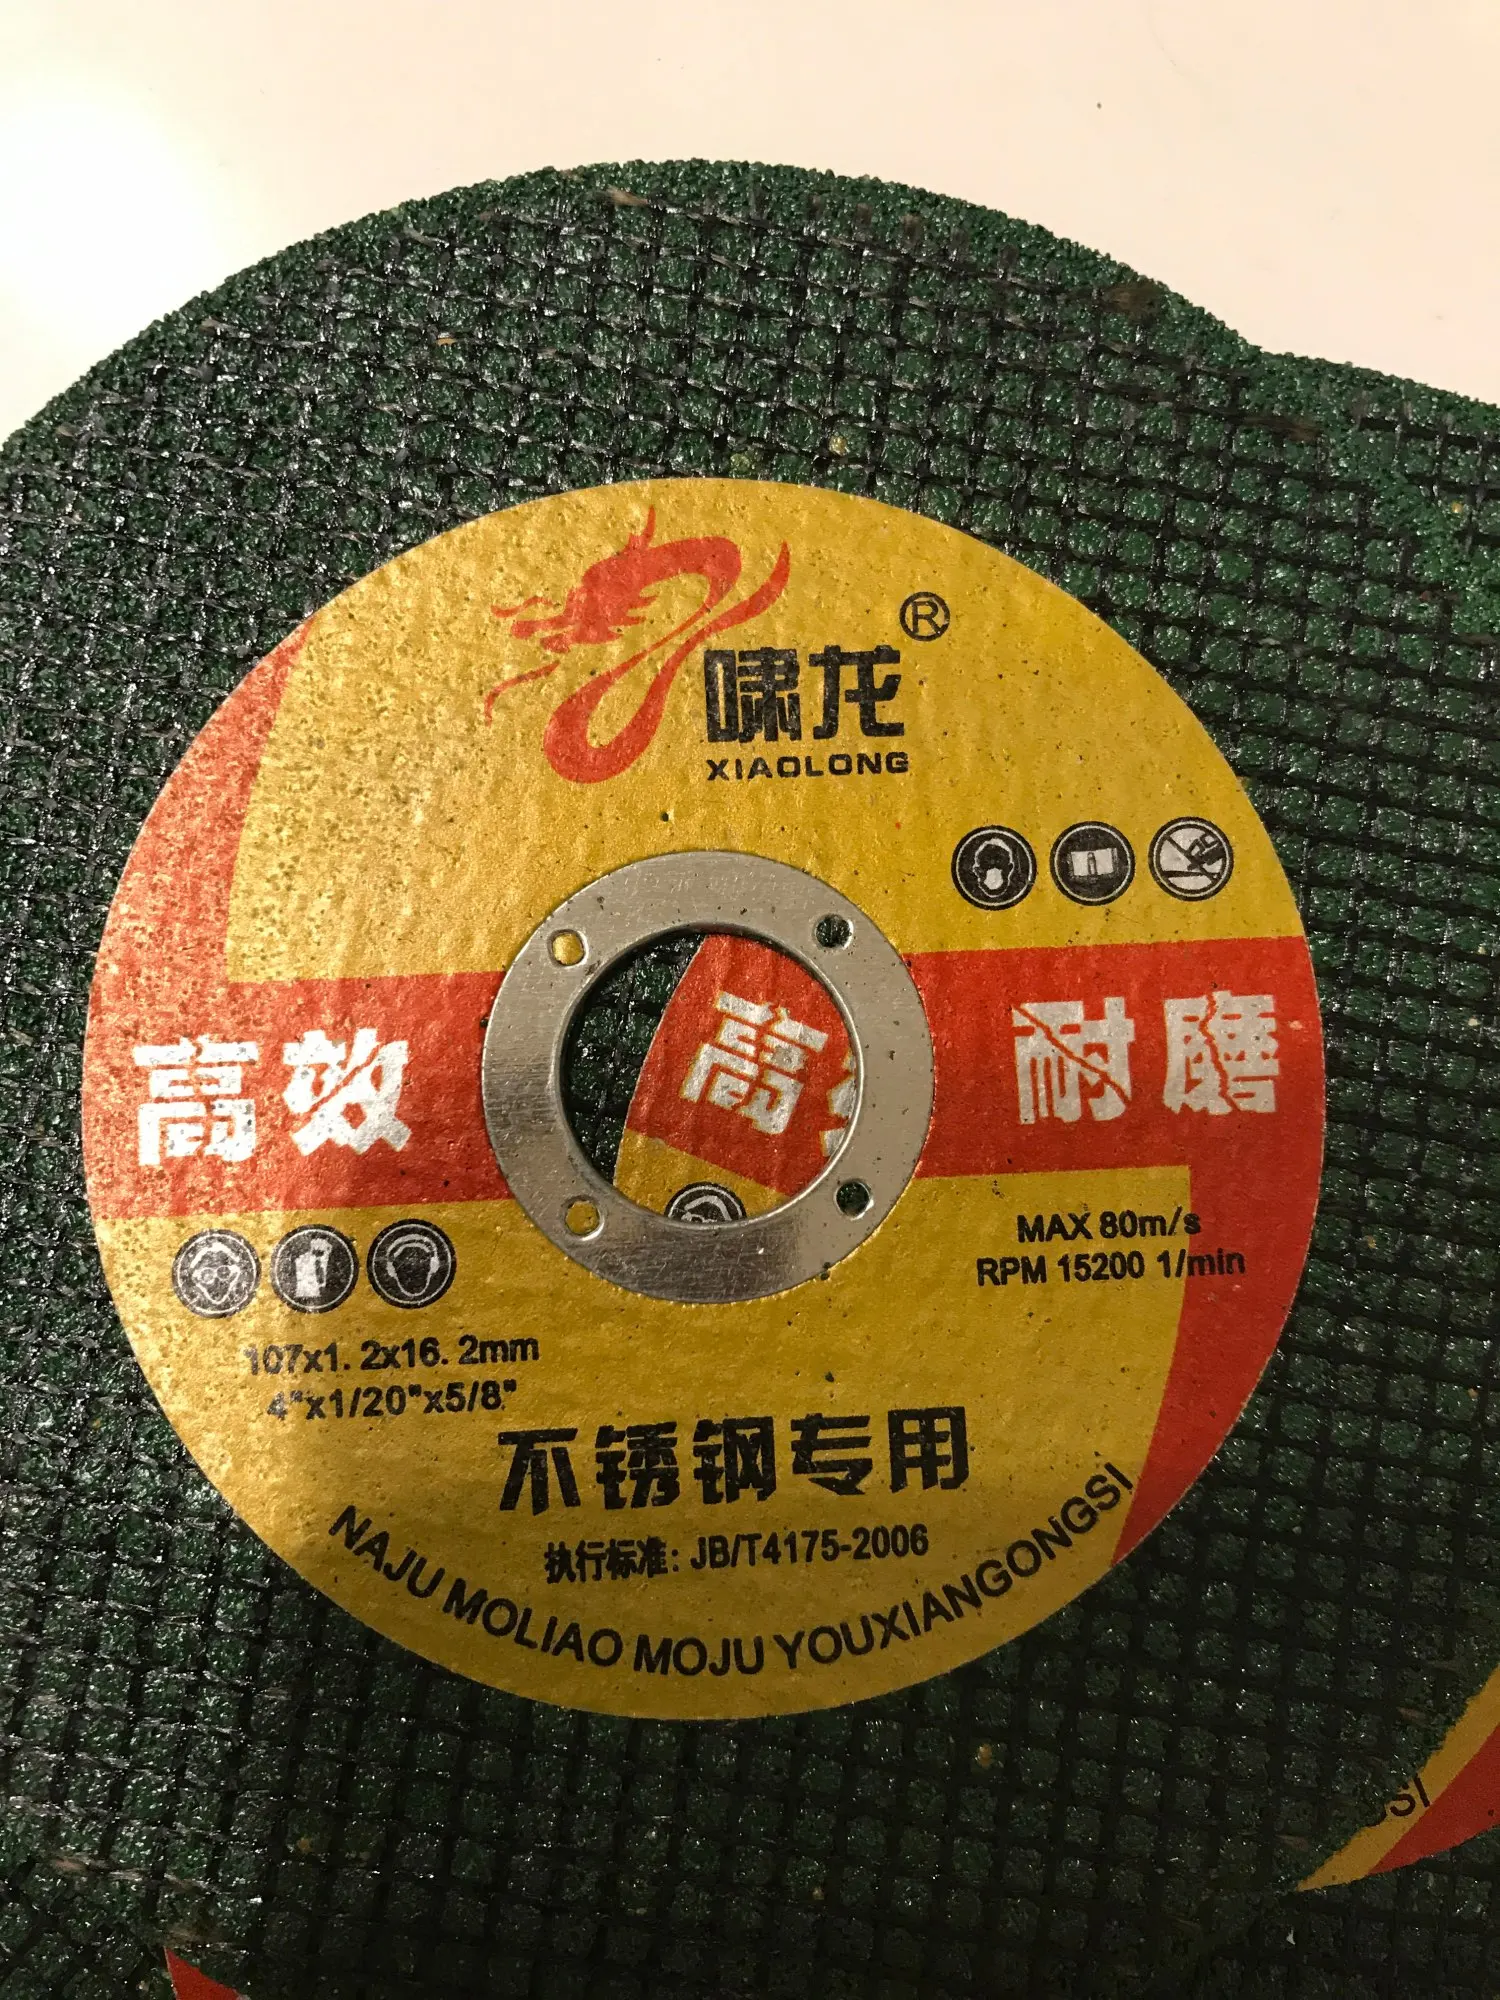 啸龙®
XIAOLONG
高效
耐磨
高
MAX 80m/s
RPM 15200 1/min
107x1.2x16.2mm
4"x1/20"x5/8"
不锈钢专用
执行标准: JB/T4175-2006
NAJU MOLIAO MOJU YOUXIANGONGSI
GSI